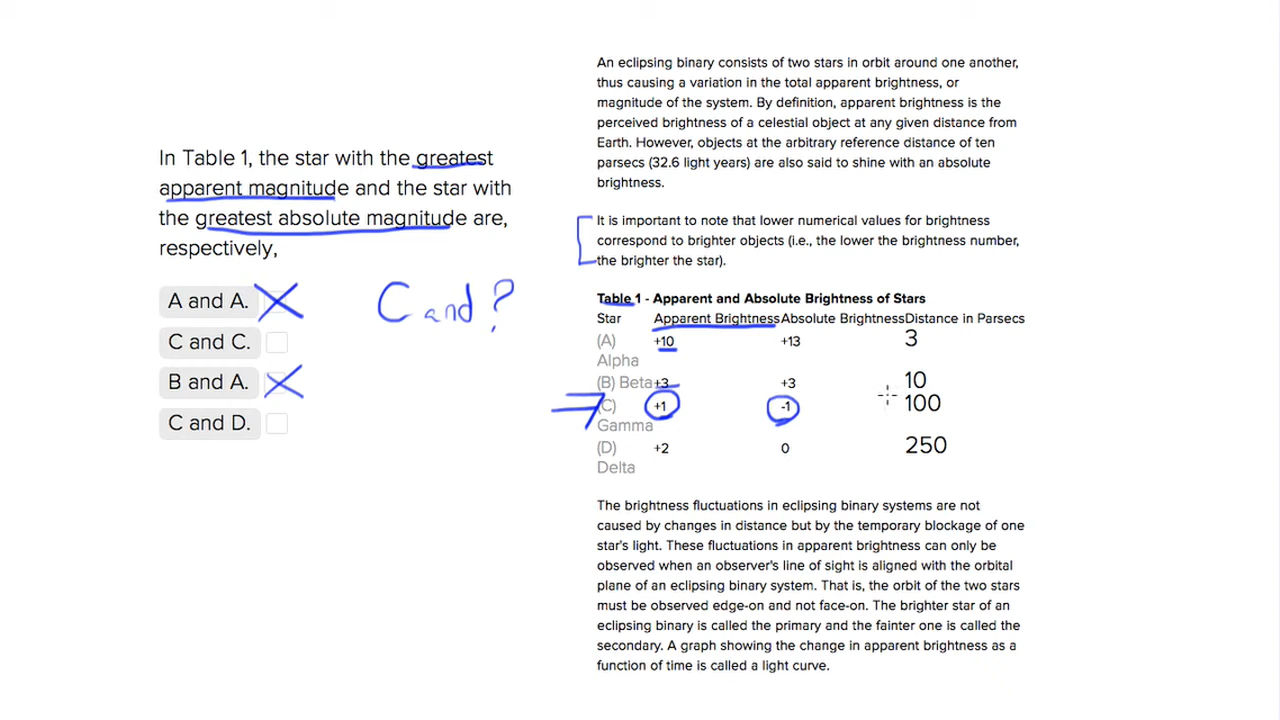 In Table 1, the star with the greatest
apparent magnitude and the star with
the greatest absolute magnitude are,
respectively,
A and A.
C and C.
B and A.
C and D.
C and ?
An eclipsing binary consists of two stars in orbit around one another,
thus causing a variation in the total apparent brightness, or
magnitude of the system. By definition, apparent brightness is the
perceived brightness of a celestial object at any given distance from
Earth. However, objects at the arbitrary reference distance of ten
parsecs (32.6 light years) are also said to shine with an absolute
brightness.
It is important to note that lower numerical values for brightness
correspond to brighter objects (i.e., the lower the brightness number,
the brighter the star).
Table 1 - Apparent and Absolute Brightness of Stars
Star Apparent Brightness Absolute Brightness Distance in Parsecs
(A) +10 +13 3
Alpha
(B) Beta +3 +3 10
(C) +1 -1 100
Gamma
(D) +2 0 250
Delta
The brightness fluctuations in eclipsing binary systems are not
caused by changes in distance but by the temporary blockage of one
star's light. These fluctuations in apparent brightness can only be
observed when an observer's line of sight is aligned with the orbital
plane of an eclipsing binary system. That is, the orbit of the two stars
must be observed edge-on and not face-on. The brighter star of an
eclipsing binary is called the primary and the fainter one is called the
secondary. A graph showing the change in apparent brightness as a
function of time is called a light curve.